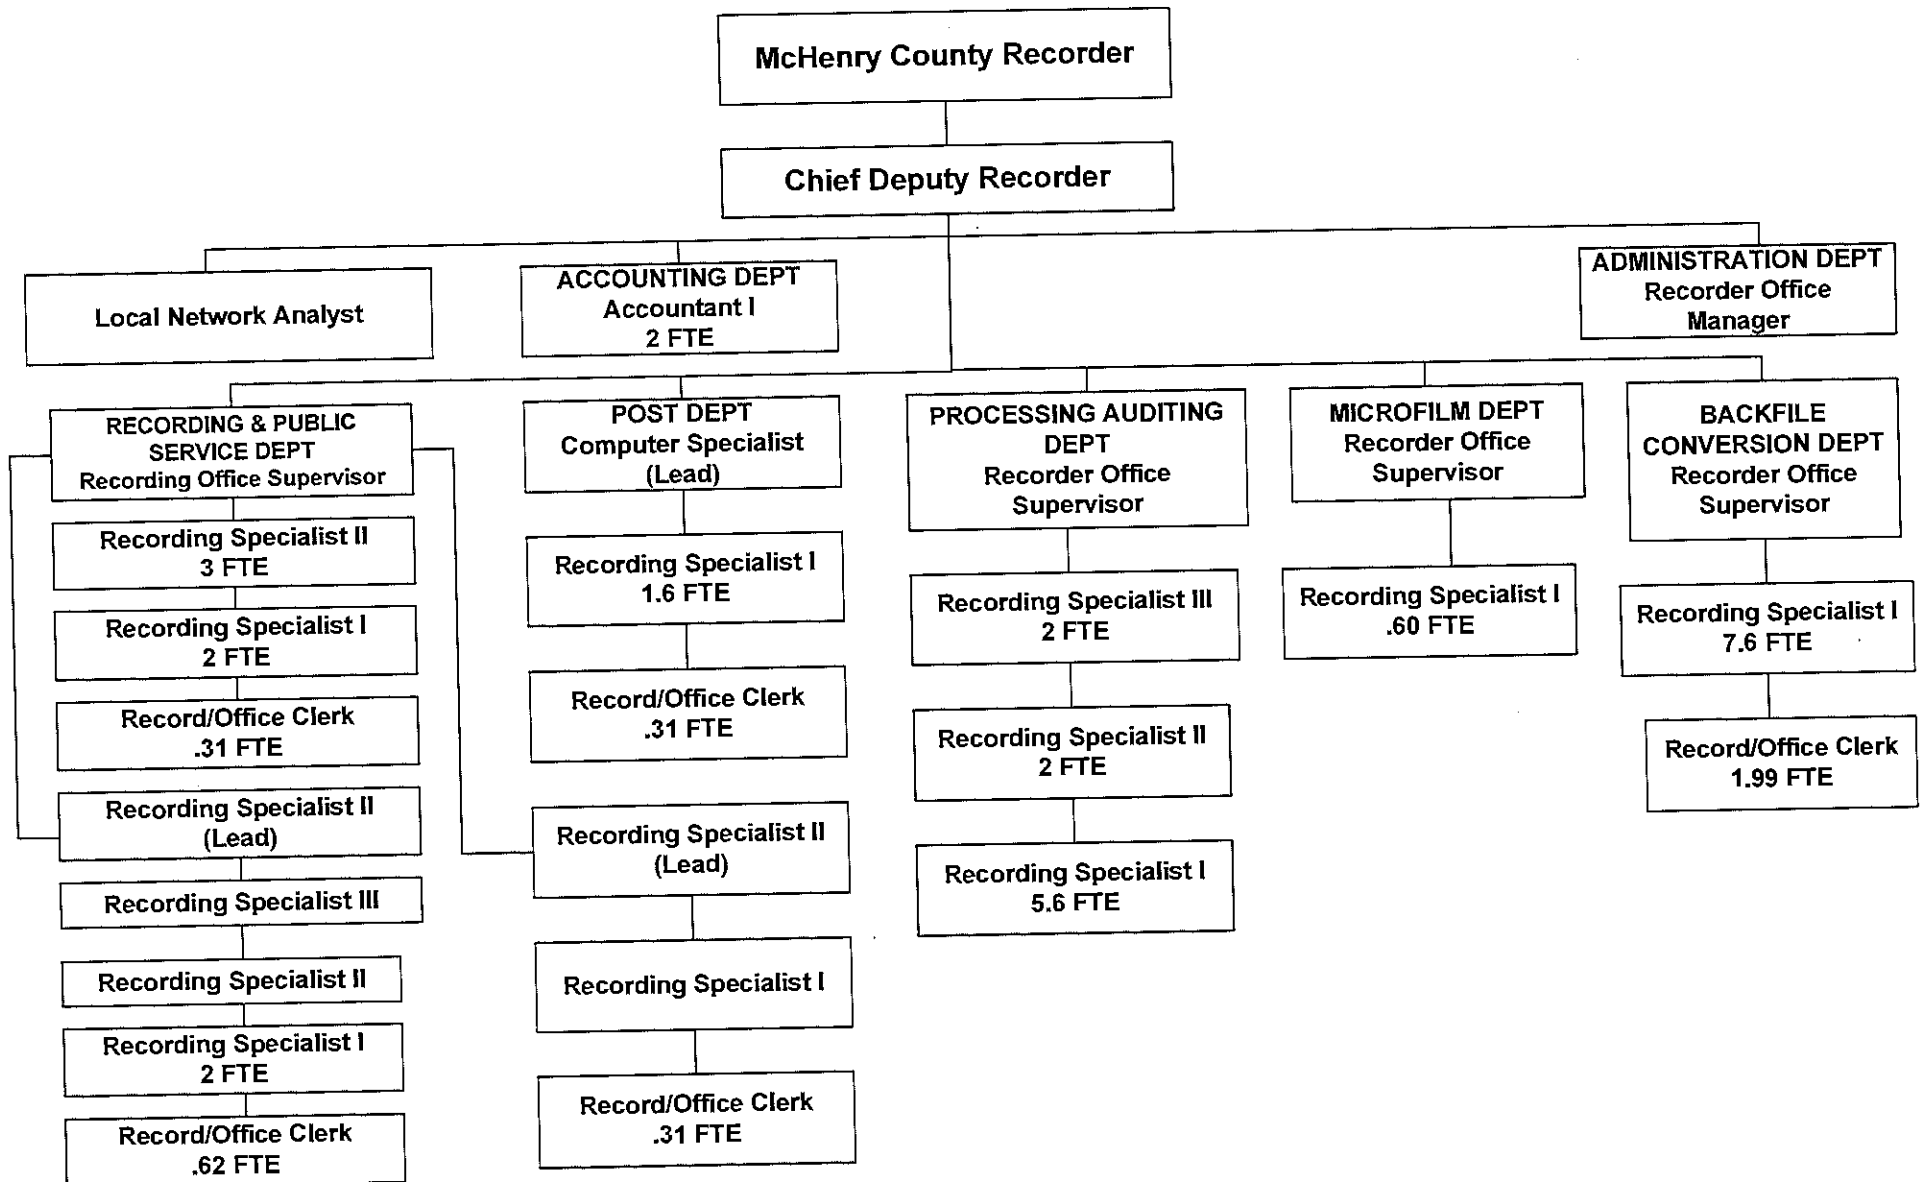 McHenry County Recorder
Chief Deputy Recorder
Local Network Analyst
ACCOUNTING DEPT
Accountant I
2 FTE
ADMINISTRATION DEPT
Recorder Office
Manager
RECORDING & PUBLIC
SERVICE DEPT
Recording Office Supervisor
Recording Specialist II
3 FTE
Recording Specialist I
2 FTE
Record/Office Clerk
.31 FTE
Recording Specialist II
(Lead)
Recording Specialist III
Recording Specialist II
Recording Specialist I
2 FTE
Record/Office Clerk
.62 FTE
POST DEPT
Computer Specialist
(Lead)
Recording Specialist I
1.6 FTE
Record/Office Clerk
.31 FTE
Recording Specialist II
(Lead)
Recording Specialist I
Record/Office Clerk
.31 FTE
PROCESSING AUDITING
DEPT
Recorder Office
Supervisor
Recording Specialist III
2 FTE
Recording Specialist II
2 FTE
Recording Specialist I
5.6 FTE
MICROFILM DEPT
Recorder Office
Supervisor
Recording Specialist I
.60 FTE
BACKFILE
CONVERSION DEPT
Recorder Office
Supervisor
Recording Specialist I
7.6 FTE
Record/Office Clerk
1.99 FTE